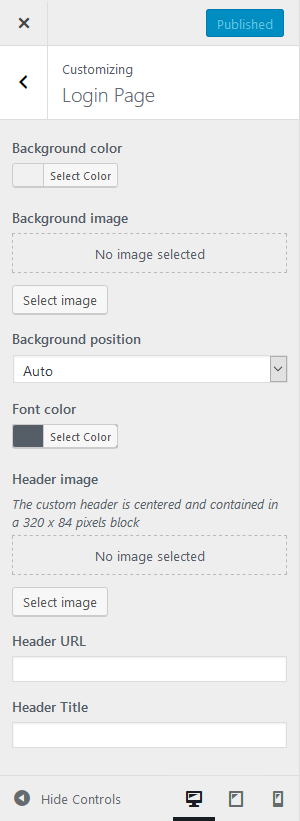 Published
Customizing
Login Page
Background color
Select Color
Background image
No image selected
Select image
Background position
Auto
Font color
Select Color
Header image
The custom header is centered and contained in
a 320 x 84 pixels block
No image selected
Select image
Header URL
Header Title
Hide Controls